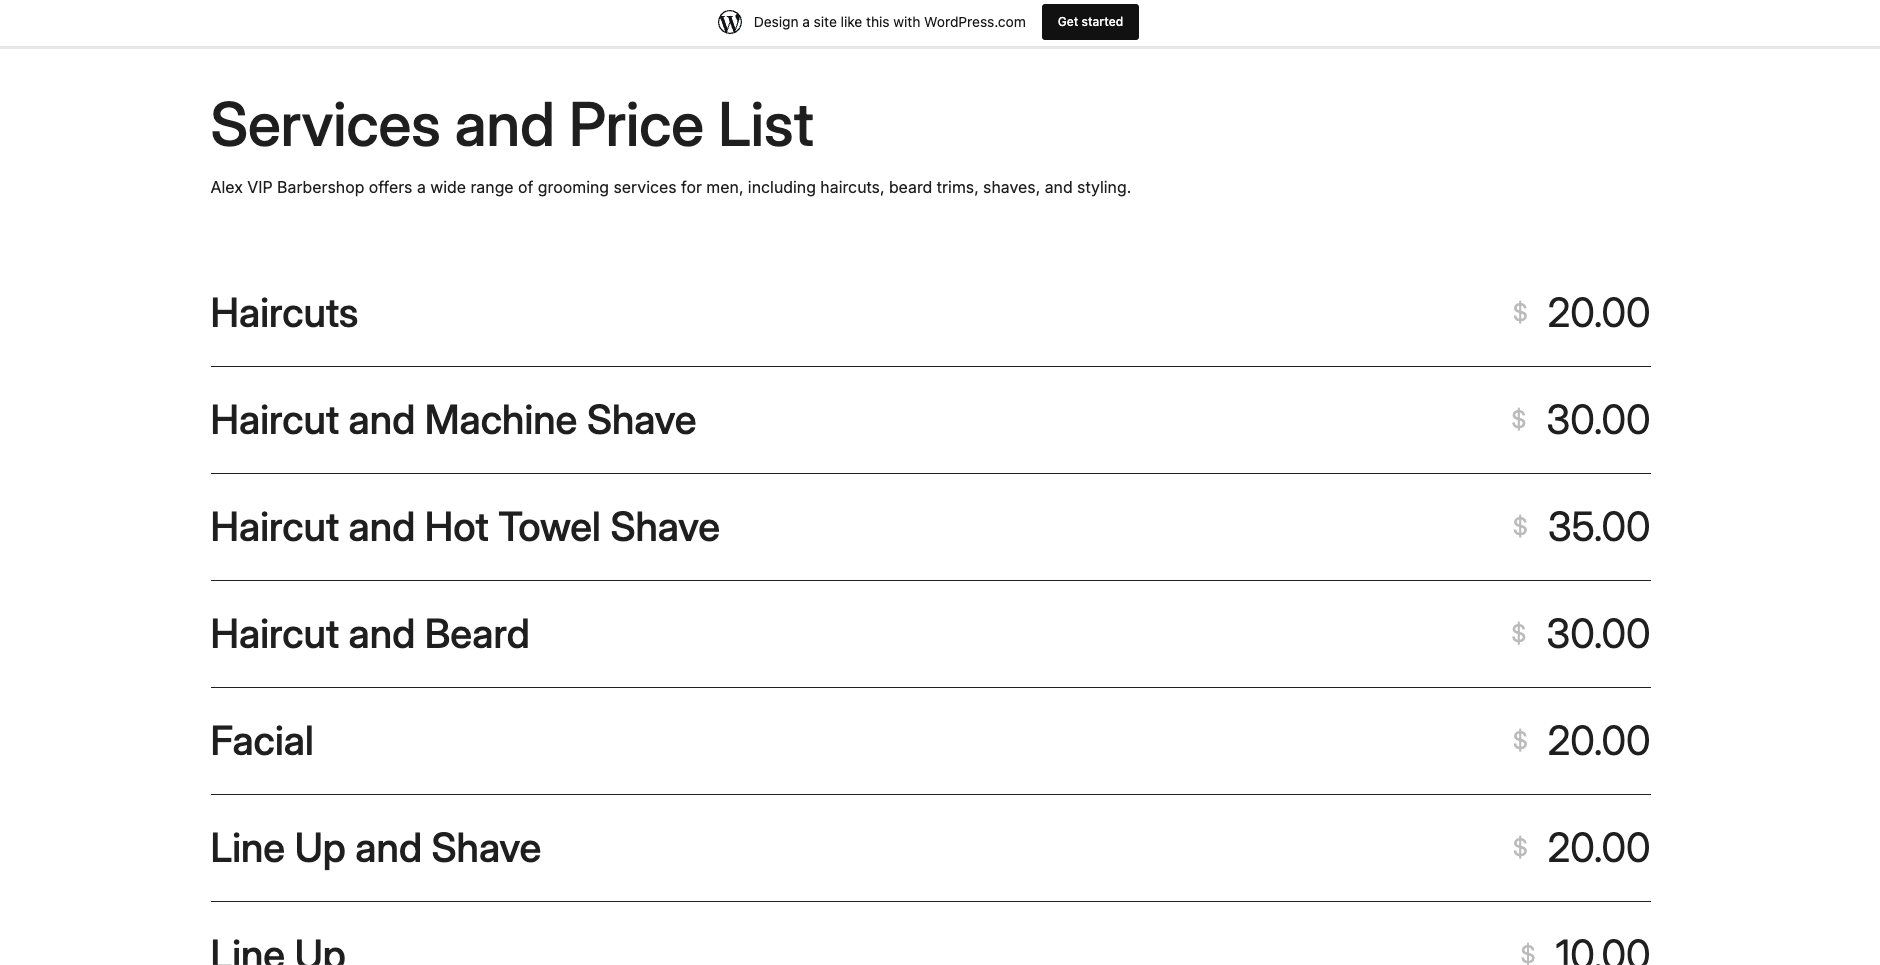 Design a site like this with WordPress.com Get started
Services and Price List
Alex VIP Barbershop offers a wide range of grooming services for men, including haircuts, beard trims, shaves, and styling.
Haircuts $ 20.00
Haircut and Machine Shave $ 30.00
Haircut and Hot Towel Shave $ 35.00
Haircut and Beard $ 30.00
Facial $ 20.00
Line Up and Shave $ 20.00
Line Up $ 10.00